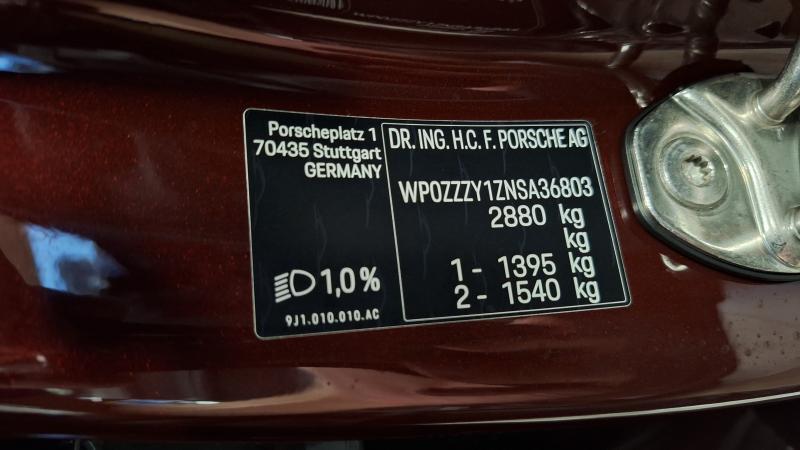 Porscheplatz 1
70435 Stuttgart
GERMANY
1,0%
9J1.010.010.AC
DR. ING. H.C. F. PORSCHE AG
WP0ZZZY1ZNSA36803
2880 kg
kg
1- 1395 kg
2- 1540 kg